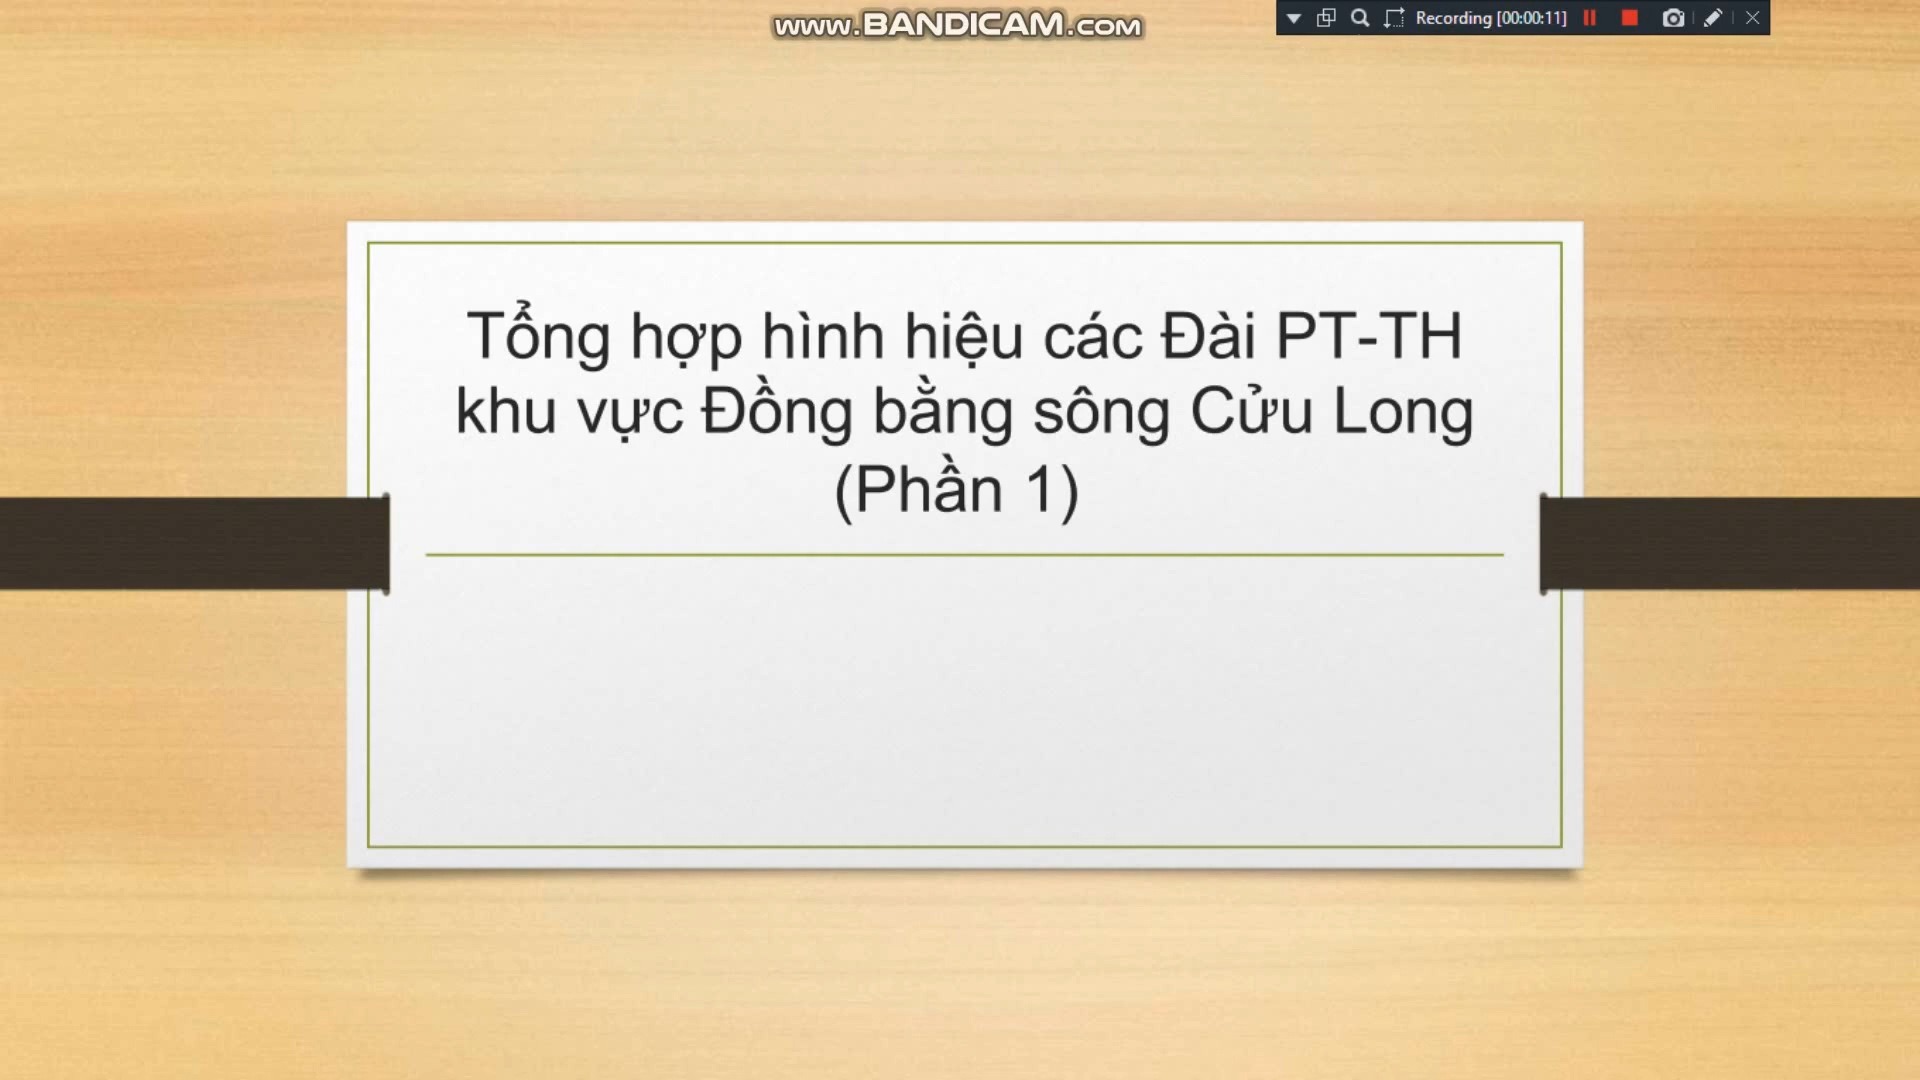 www.BANDICAM.com
Recording [00:00:11]
Tổng hợp hình hiệu các Đài PT-TH
khu vực Đồng bằng sông Cửu Long
(Phần 1)